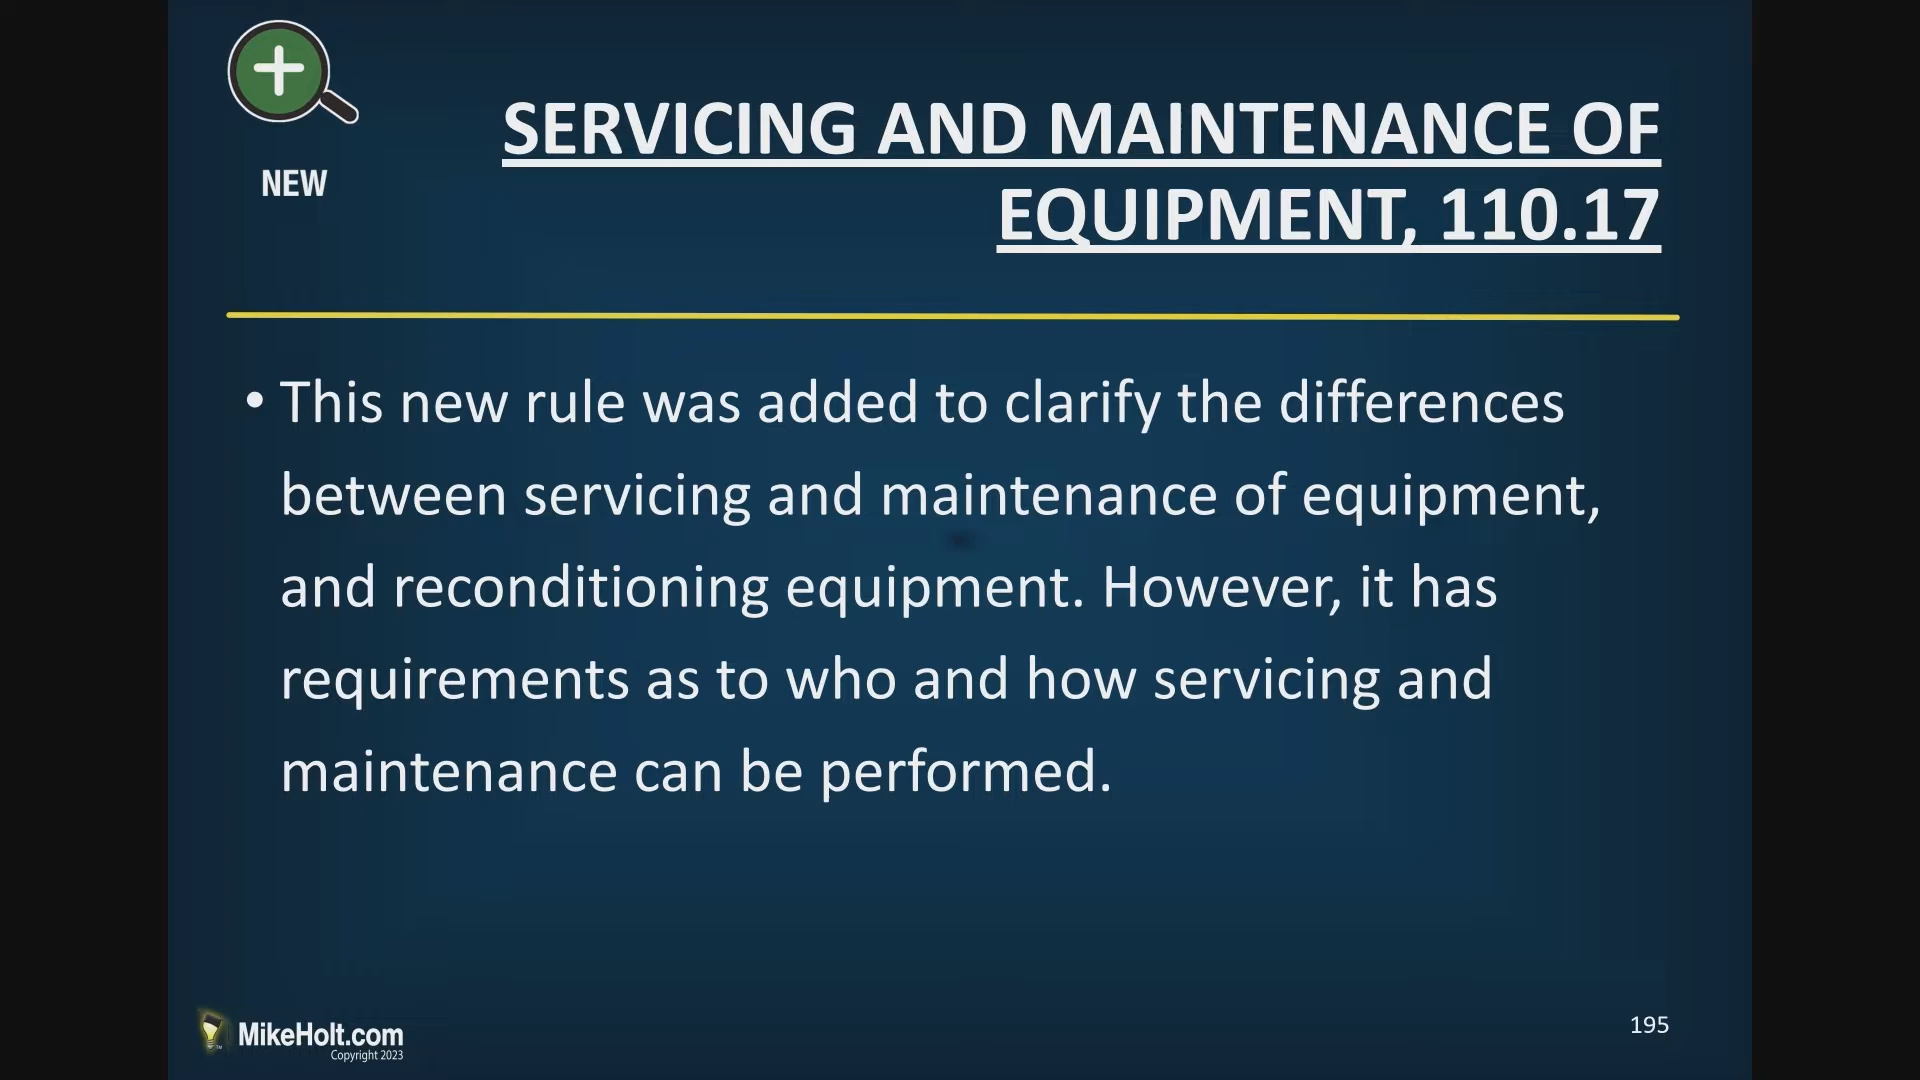 NEW
SERVICING AND MAINTENANCE OF
EQUIPMENT, 110.17
• This new rule was added to clarify the differences
between servicing and maintenance of equipment,
and reconditioning equipment. However, it has
requirements as to who and how servicing and
maintenance can be performed.
MikeHolt.com
Copyright 2023
195